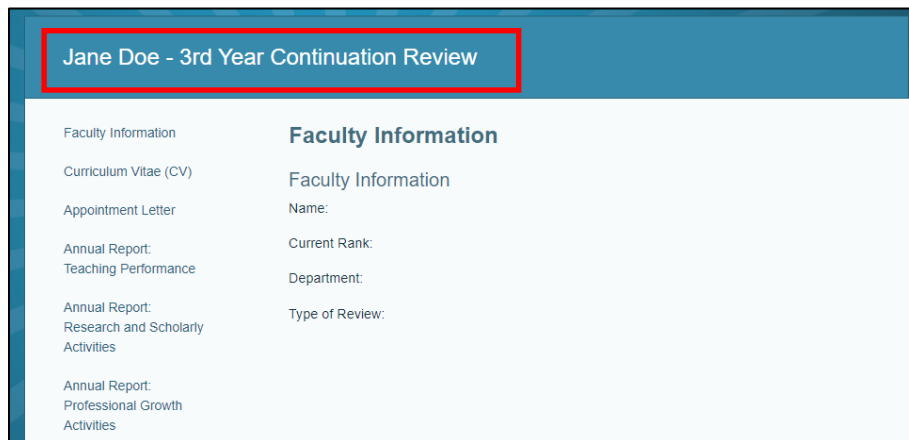 Jane Doe - 3rd Year Continuation Review
Faculty Information
Curriculum Vitae (CV)
Appointment Letter
Annual Report:
Teaching Performance
Annual Report:
Research and Scholarly
Activities
Annual Report:
Professional Growth
Activities
Faculty Information
Faculty Information
Name:
Current Rank:
Department:
Type of Review: